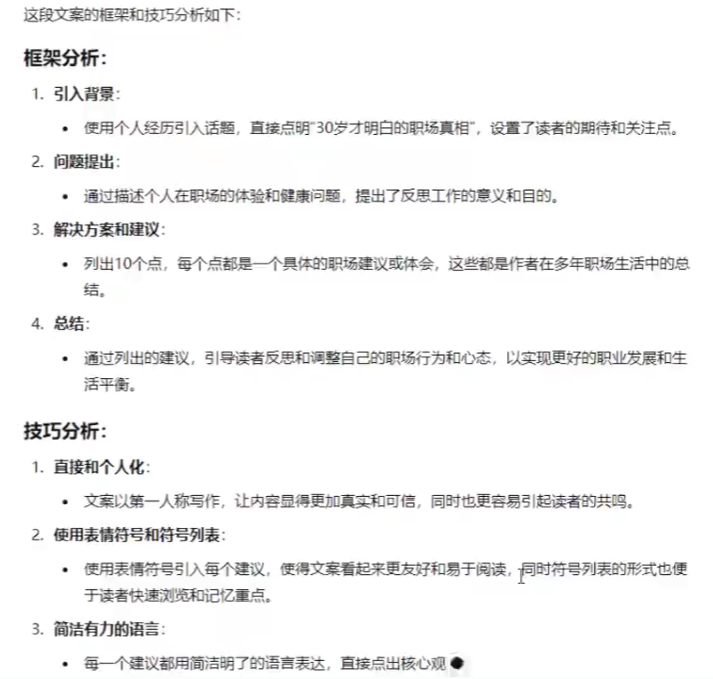 这段文案的框架和技巧分析如下：
框架分析：
1. 引入背景：
• 使用个人经历引入话题，直接点明“30岁才明白的职场真相”，设置了读者的期待和关注点。
2. 问题提出：
• 通过描述个人在职场的体验和健康问题，提出了反思工作的意义和目的。
3. 解决方案和建议：
• 列出10个点，每个点都是一个具体的职场建议或体会，这些都是作者在多年职场生活中的总
结。
4. 总结：
• 通过列出的建议，引导读者反思和调整自己的职场行为和心态，以实现更好的职业发展和生
活平衡。
技巧分析：
1. 直接和个人化：
• 文案以第一人称写作，让内容显得更加真实和可信，同时也更容易引起读者的共鸣。
2. 使用表情符号和符号列表：
• 使用表情符号引入每个建议，使得文案看起来更友好和易于阅读，同时符号列表的形式也便
于读者快速浏览和记忆重点。
3. 简洁有力的语言：
• 每一个建议都用简洁明了的语言表达，直接点出核心观